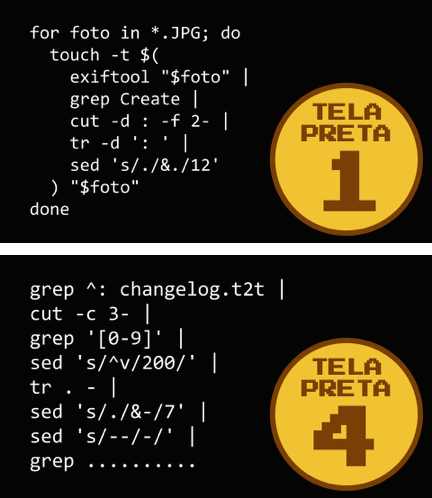 for foto in *.JPG; do
  touch -t $(
    exiftool "$foto" |
    grep Create |
    cut -d : -f 2- |
    tr -d ': ' |
    sed 's/./&./12'
  ) "$foto"
done
TELA
PRETA
1
grep ^: changelog.t2t |
cut -c 3- |
grep '[0-9]' |
sed 's/^v/200/' |
tr . - |
sed 's/./&-/7' |
sed 's/--/-/' |
grep ..........
TELA
PRETA
4